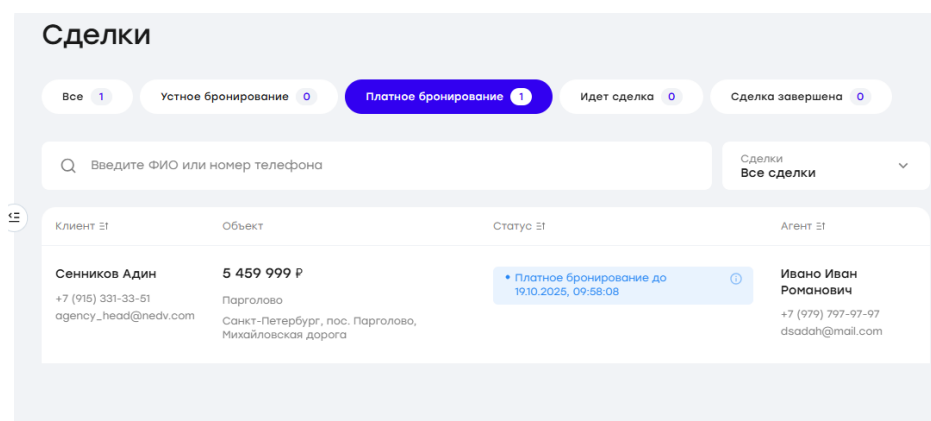 Сделки
Все 1 Устное бронирование 0 Платное бронирование 1 Идет сделка 0 Сделка завершена 0
Введите ФИО или номер телефона
Сделки
Все сделки
Клиент Объект Статус Агент
Сенников Адин
+7 (915) 331-33-51
agency_head@nedv.com
5 459 999 ₽
Парголово
Санкт-Петербург, пос. Парголово,
Михайловская дорога
• Платное бронирование до
19.10.2025, 09:58:08
Ивано Иван
Романович
+7 (979) 797-97-97
dsadah@mail.com